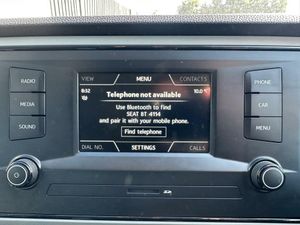 VIEW MENU CONTACTS
8:52 10.0 °C
Telephone not available
Use Bluetooth to find
SEAT BT 4114
and pair it with your mobile phone.
Find telephone
DIAL NO. SETTINGS CALLS
RADIO
MEDIA
SOUND
PHONE
CAR
MENU